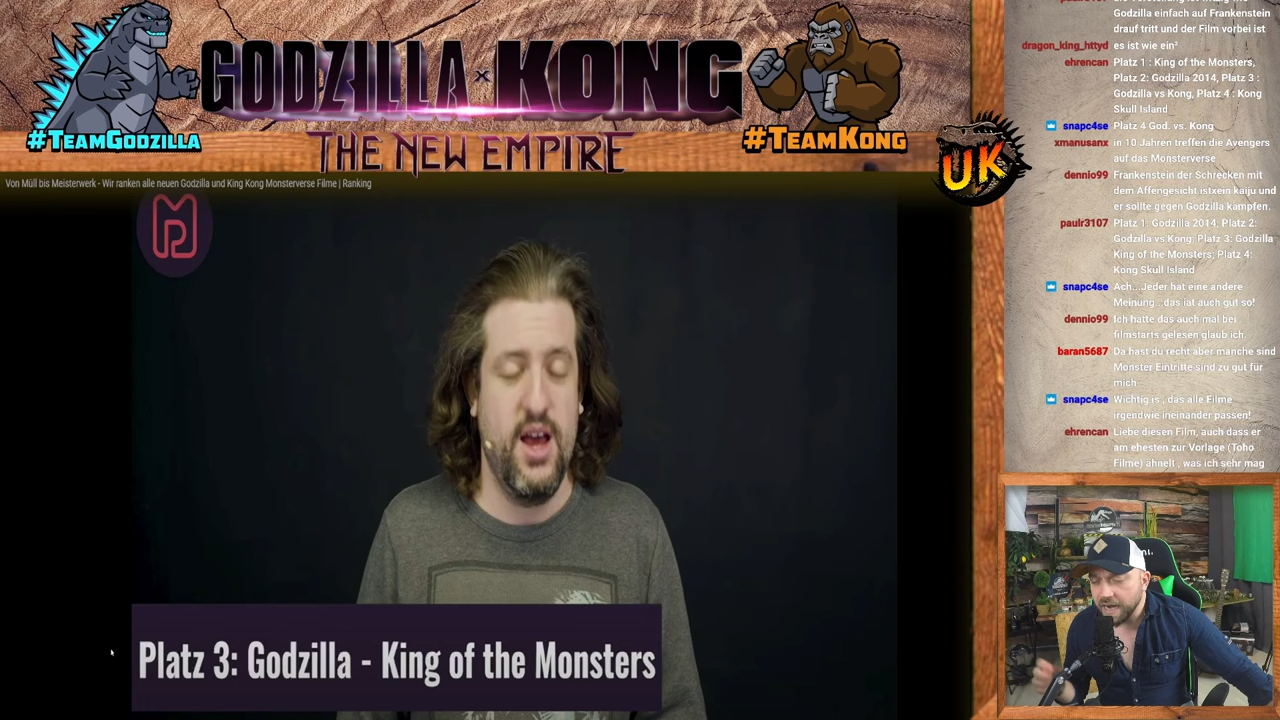 GODZILLA x KONG
THE NEW EMPIRE
#TEAMGODZILLA
#TEAMKONG
UK
Von Müll bis Meisterwerk - Wir ranken alle neuen Godzilla und King Kong Monsterverse Filme | Ranking
Platz 3: Godzilla - King of the Monsters
Godzilla einfach auf Frankenstein
drauf tritt und der Film vorbei ist
dragon_king_httyd es ist wie ein²
ehrencan Platz 1 : King of the Monsters,
Platz 2: Godzilla 2014, Platz 3 :
Godzilla vs Kong, Platz 4 : Kong
Skull Island
snapc4se Platz 4 God. vs. Kong
xmanusanx in 10 Jahren treffen die Avengers
auf das Monsterverse
dennio99 Frankenstein der Schrecken mit
dem Affengesicht istxein kaiju und
er sollte gegen Godzilla kämpfen.
paulr3107 Platz 1: Godzilla 2014, Platz 2:
Godzilla vs Kong, Platz 3: Godzilla
King of the Monsters; Platz 4:
Kong Skull Island
snapc4se Ach...Jeder hat eine andere
Meinung...das iat auch gut so!
dennio99 Ich hatte das auch mal bei
filmstarts gelesen glaub ich.
baran5687 Da hast du recht aber manche sind
Monster Eintritte sind zu gut für
mich
snapc4se Wichtig is , das alle Filme
irgendwie ineinander passen!
ehrencan Liebe diesen Film, auch dass er
am ehesten zur Vorlage (Toho
Filme) ähnelt , was ich sehr mag